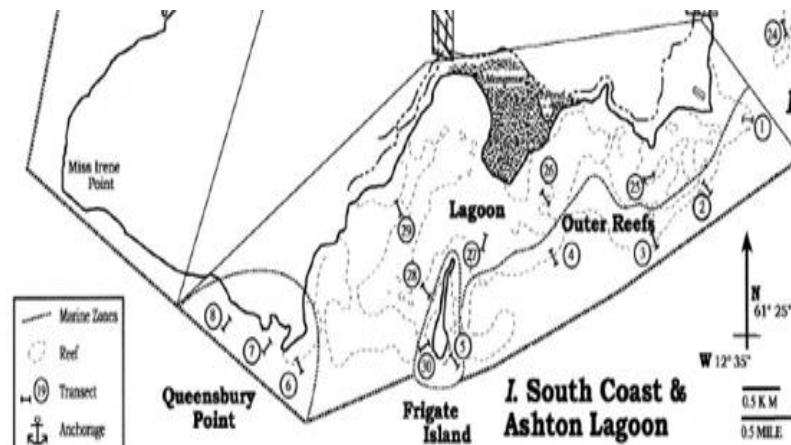 24
Mangrove
Pond
1
Miss Irene
Point
26
25
Lagoon
2
29
Outer Reefs
27
4
3
28
N
61° 25"
8
Marine Zones
7
5
W 12° 35"
Reef
30
6
19
Transect
Queensbury
Point
I. South Coast &
Ashton Lagoon
0.5 KM
Frigate
Island
Anchorage
0.5 MILE